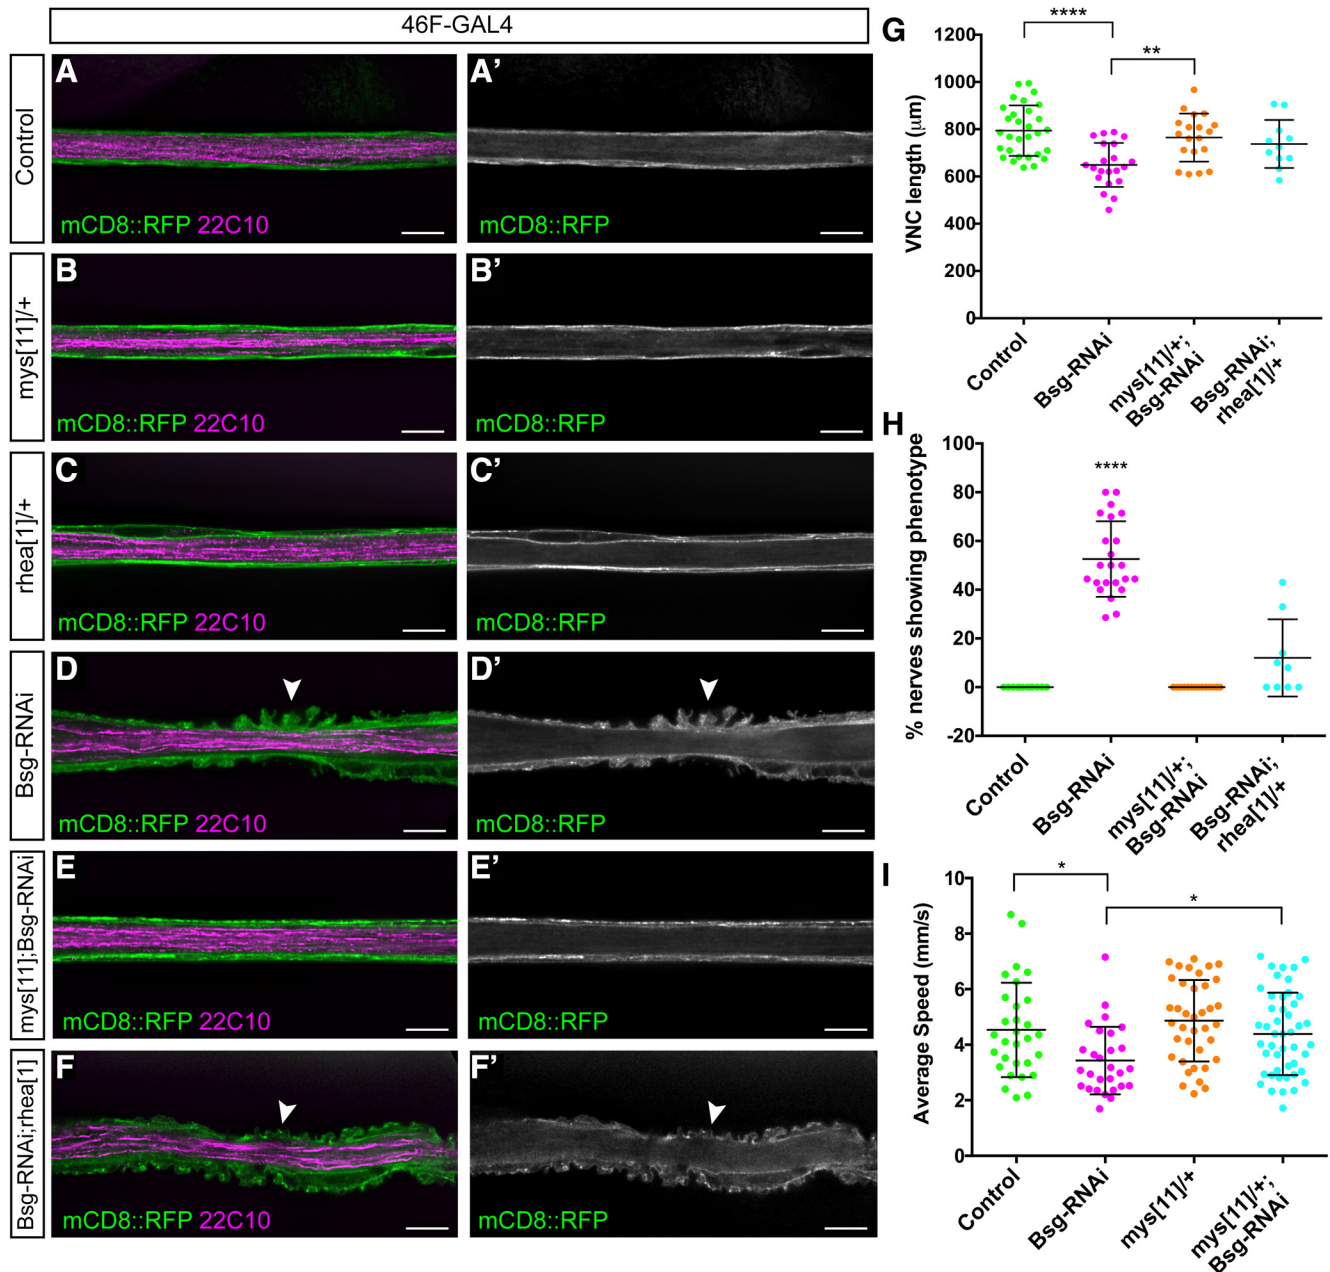 46F-GAL4
Control
A
mCD8::RFP 22C10
A’
mCD8::RFP
mys[11]/+
B
mCD8::RFP 22C10
B’
mCD8::RFP
rhea[1]/+
C
mCD8::RFP 22C10
C’
mCD8::RFP
Bsg-RNAi
D
mCD8::RFP 22C10
D’
mCD8::RFP
mys[11];Bsg-RNAi
E
mCD8::RFP 22C10
E’
mCD8::RFP
Bsg-RNAi;rhea[1]
F
mCD8::RFP 22C10
F’
mCD8::RFP
G
VNC length (μm)
1200
1000
800
600
400
200
0
****
**
Control
Bsg-RNAi
mys[11]/+;
Bsg-RNAi
Bsg-RNAi;
rhea[1]/+
H
% nerves showing phenotype
100
80
60
40
20
0
-20
****
Control
Bsg-RNAi
mys[11]/+;
Bsg-RNAi
Bsg-RNAi;
rhea[1]/+
I
Average Speed (mm/s)
10
8
6
4
2
0
*
*
Control
Bsg-RNAi
mys[11]/+
mys[11]/+;
Bsg-RNAi